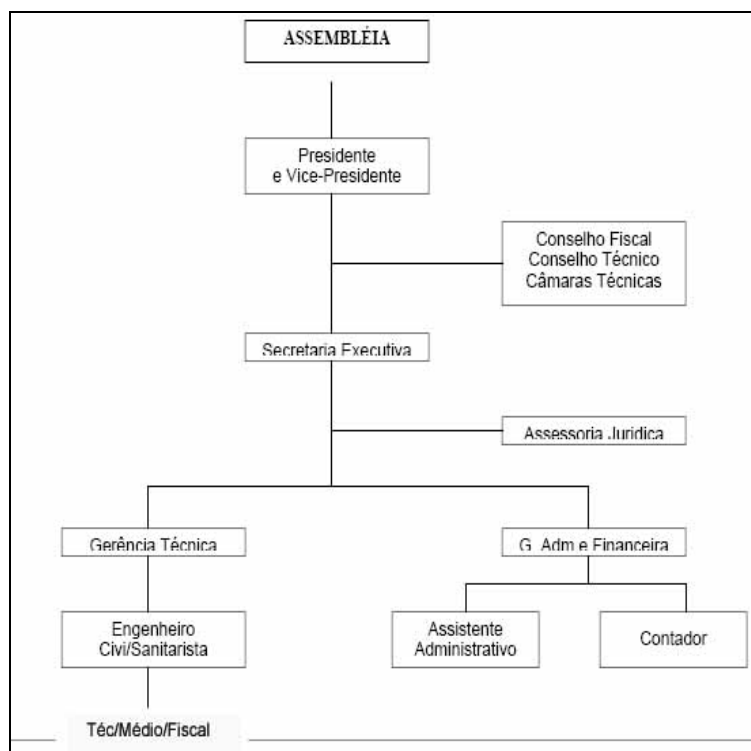 ASSEMBLÉIA
Presidente
e Vice-Presidente
Conselho Fiscal
Conselho Técnico
Câmaras Técnicas
Secretaria Executiva
Assessoria Jurídica
Gerência Técnica
G. Adm e Financeira
Engenheiro
Civi/Sanitarista
Assistente
Administrativo
Contador
Téc/Médio/Fiscal